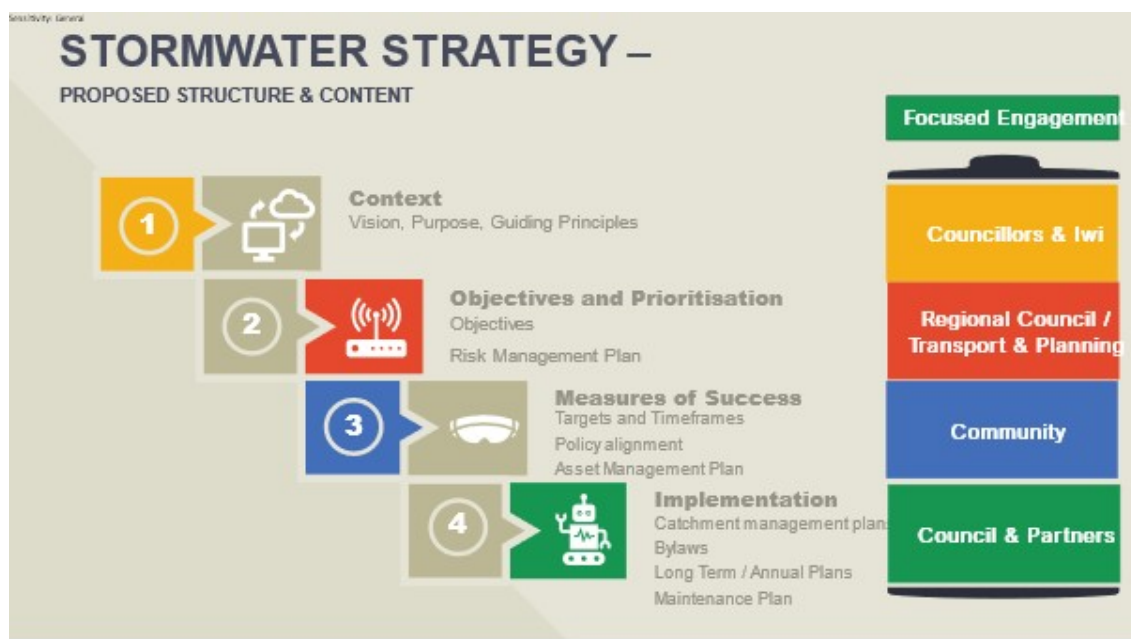 Sensitivity: General
STORMWATER STRATEGY –
PROPOSED STRUCTURE & CONTENT
Focused Engagement
1
Context
Vision, Purpose, Guiding Principles
Councillors & Iwi
2
Objectives and Prioritisation
Objectives
Risk Management Plan
Regional Council /
Transport & Planning
3
Measures of Success
Targets and Timeframes
Policy alignment
Asset Management Plan
Community
4
Implementation
Catchment management plans
Bylaws
Long Term / Annual Plans
Maintenance Plan
Council & Partners